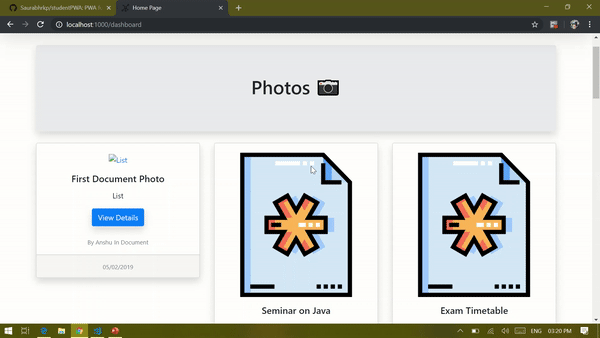 Saurabhrkp/studentPWA: PWA f
Home Page
localhost:1000/dashboard
Photos
List
First Document Photo
List
View Details
By Anshu In Document
05/02/2019
Seminar on Java
Exam Timetable
ENG
03:20 PM